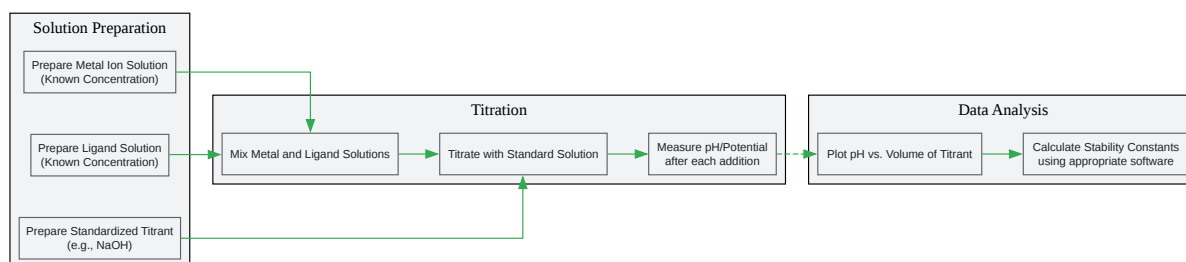 Solution Preparation
Prepare Metal Ion Solution
(Known Concentration)
Prepare Ligand Solution
(Known Concentration)
Prepare Standardized Titrant
(e.g., NaOH)
Titration
Mix Metal and Ligand Solutions
Titrate with Standard Solution
Measure pH/Potential
after each addition
Data Analysis
Plot pH vs. Volume of Titrant
Calculate Stability Constants
using appropriate software